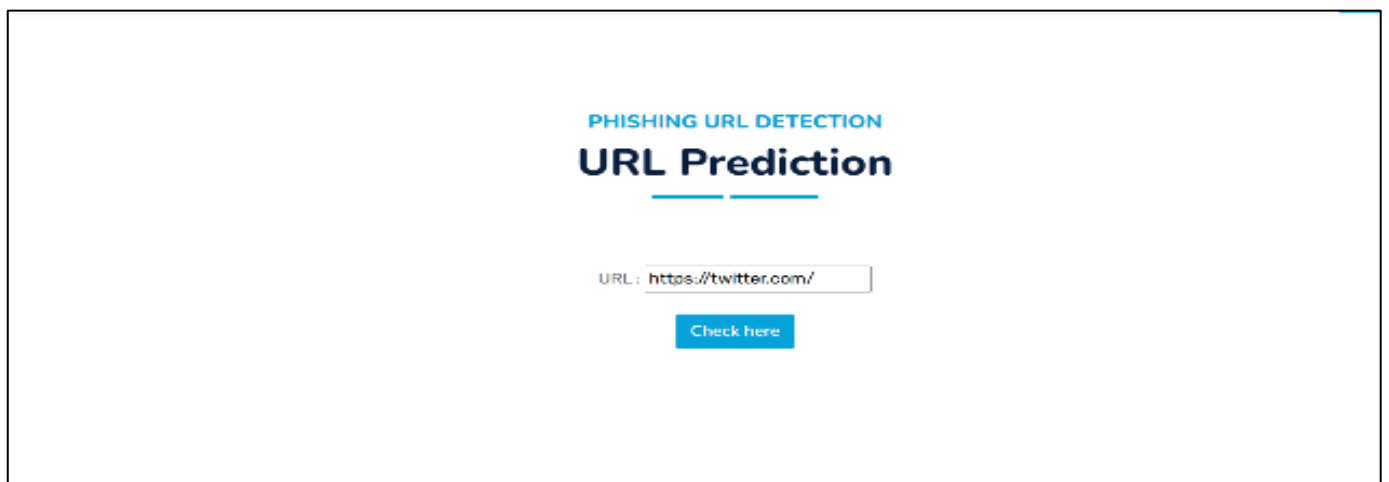 PHISHING URL DETECTION
URL Prediction
URL : https://twitter.com/
Check here